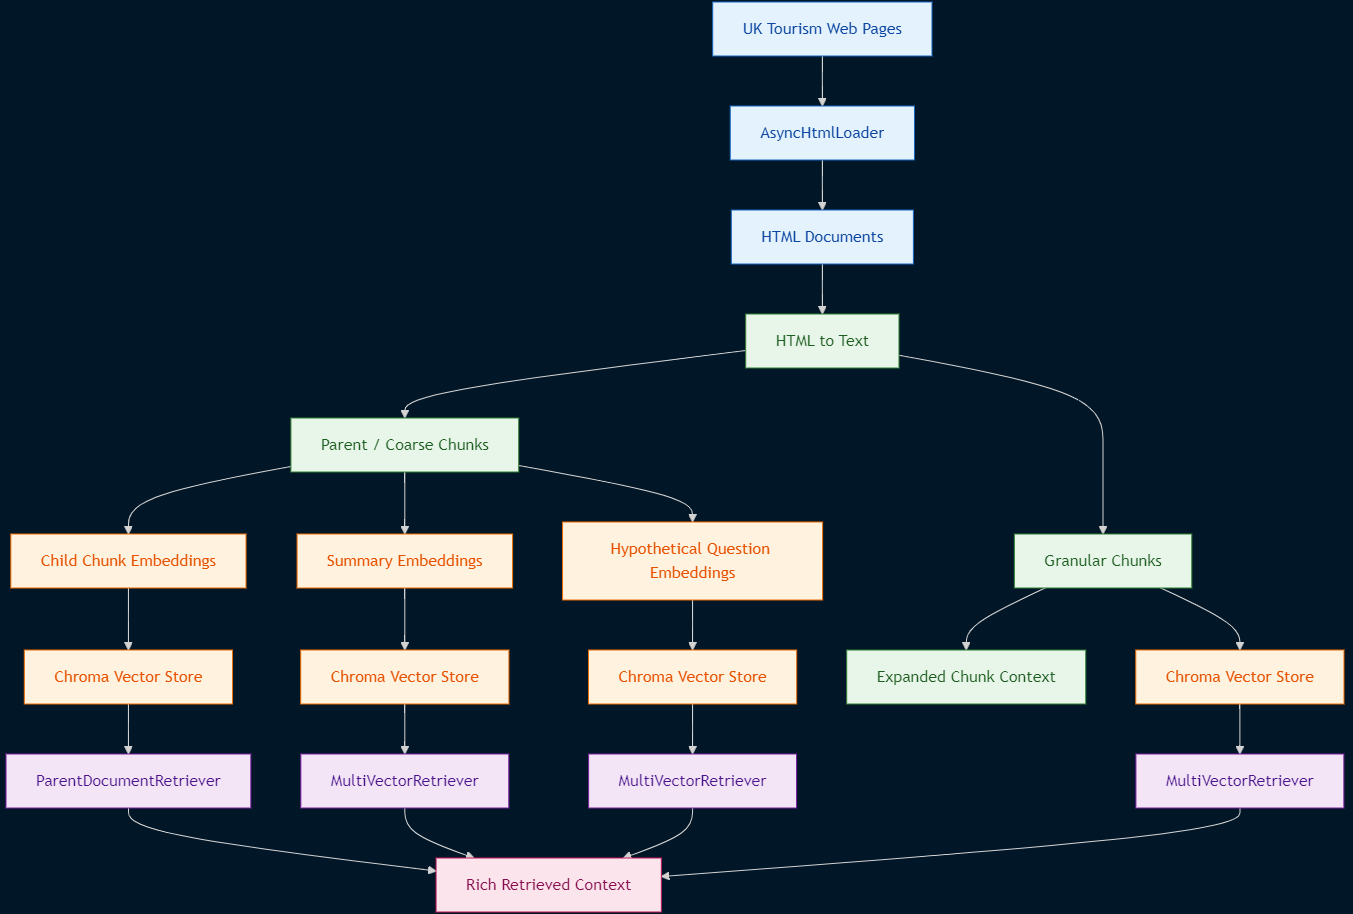 UK Tourism Web Pages
AsyncHtmlLoader
HTML Documents
HTML to Text
Parent / Coarse Chunks
Child Chunk Embeddings
Summary Embeddings
Hypothetical Question
Embeddings
Granular Chunks
Chroma Vector Store
Chroma Vector Store
Chroma Vector Store
Expanded Chunk Context
Chroma Vector Store
ParentDocumentRetriever
MultiVectorRetriever
MultiVectorRetriever
MultiVectorRetriever
Rich Retrieved Context